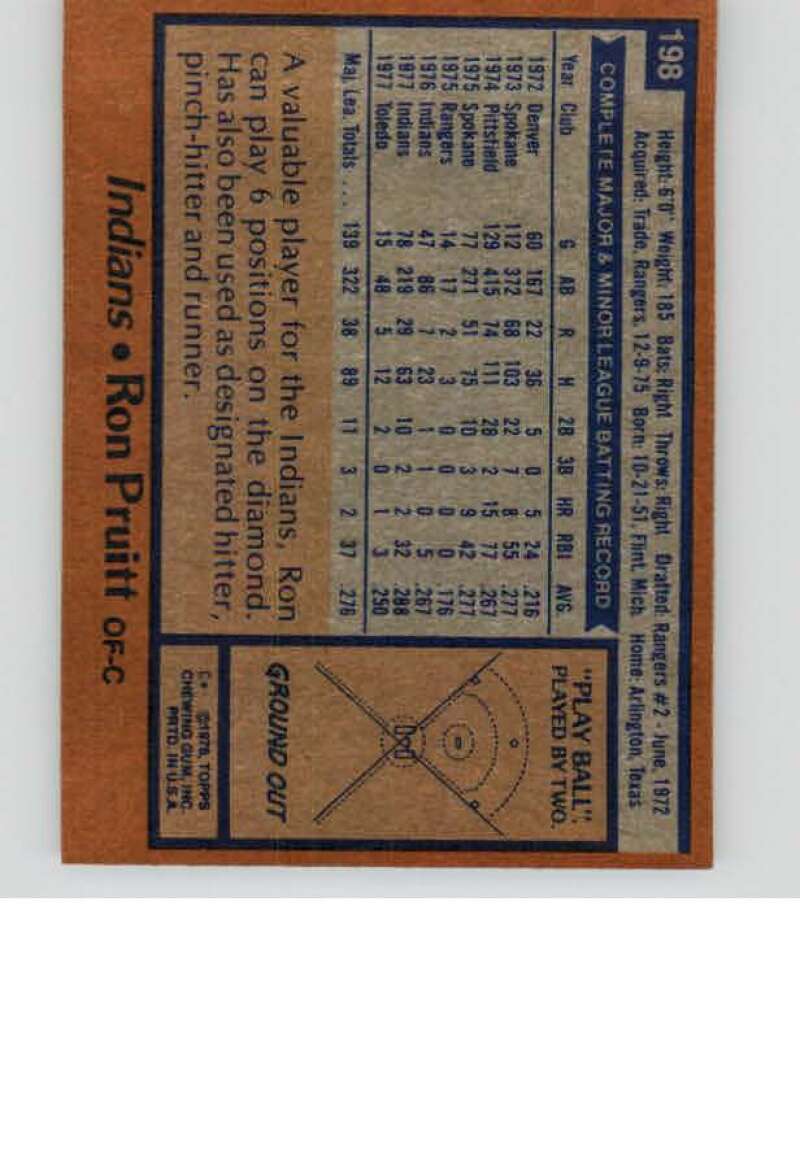 198
Height: 6'0" Weight: 185 Bats: Right Throws: Right Drafted: Rangers #2 - June, 1972
Acquired: Trade, Rangers, 12-9-75 Born: 10-21-51, Flint, Mich. Home: Arlington, Texas
COMPLETE MAJOR & MINOR LEAGUE BATTING RECORD
Year Club G AB R H 2B 3B HR RBI AVG.
1972 Denver 60 167 22 36 5 0 5 24 .216
1973 Spokane 112 372 68 103 22 7 8 55 .277
1974 Pittsfield 129 415 74 111 28 2 15 77 .267
1975 Spokane 77 271 51 75 10 3 9 42 .277
1975 Rangers 14 17 2 3 0 0 0 0 .176
1976 Indians 47 86 7 23 1 1 0 5 .267
1977 Indians 78 219 29 63 10 2 2 32 .288
1977 Toledo 15 48 5 12 2 0 1 3 .250
Maj. Lea. Totals . . . 139 322 38 89 11 3 2 37 .276
A valuable player for the Indians, Ron
can play 6 positions on the diamond.
Has also been used as designated hitter,
pinch-hitter and runner.
"PLAY BALL":
PLAYED BY TWO.
GROUND OUT
C* ©1978, TOPPS
CHEWING GUM, INC.
PRTD. IN U.S.A.
Indians • Ron Pruitt OF-C